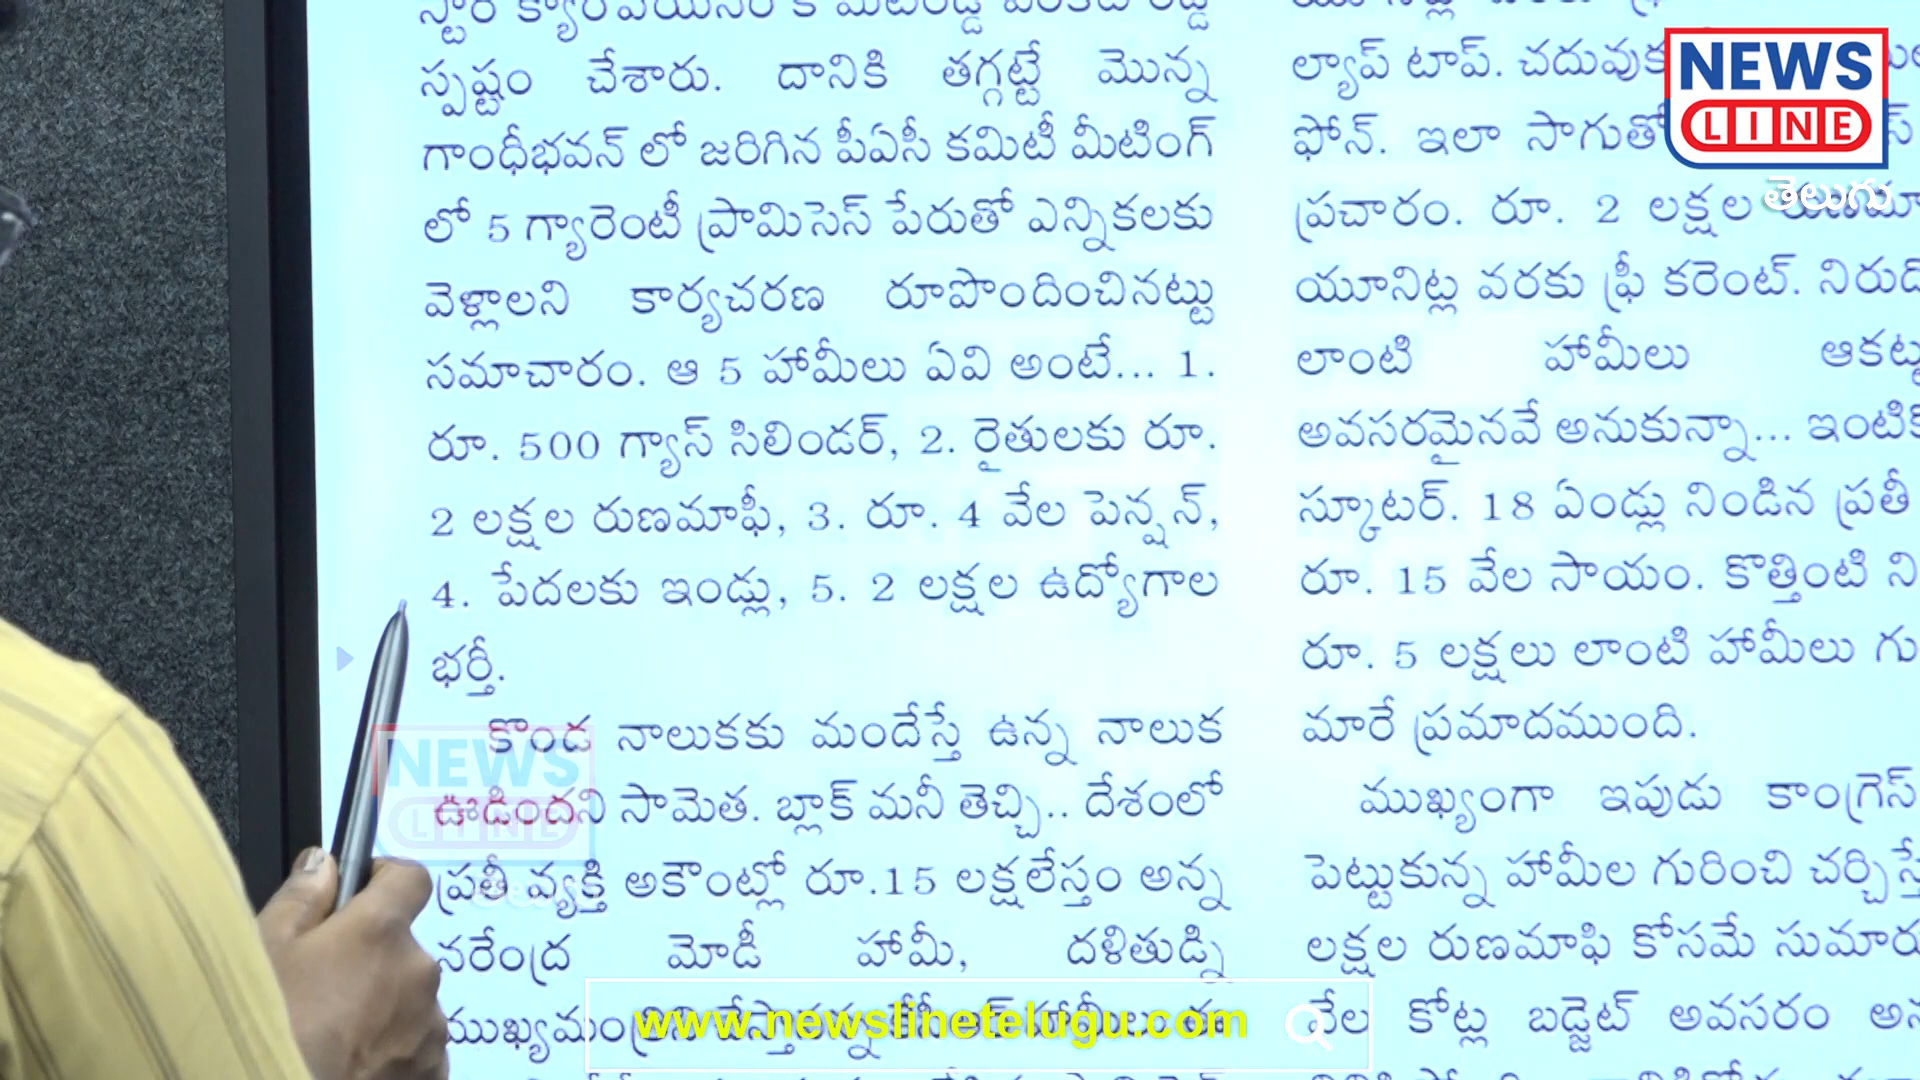 స్పష్టం చేశారు. దానికి తగ్గట్టే మొన్న
గాంధీభవన్ లో జరిగిన పీఏసీ కమిటీ మీటింగ్
లో 5 గ్యారెంటీ ప్రామిసెస్ పేరుతో ఎన్నికలకు
వెళ్లాలని కార్యచరణ రూపొందించినట్టు
సమాచారం. ఆ 5 హామీలు ఏవి అంటే... 1.
రూ. 500 గ్యాస్ సిలిండర్, 2. రైతులకు రూ.
2 లక్షల రుణమాఫీ, 3. రూ. 4 వేల పెన్షన్,
4. పేదలకు ఇండ్లు, 5. 2 లక్షల ఉద్యోగాల
భర్తీ.
కొండ నాలుకకు మందేస్తే ఉన్న నాలుక
ఊడిందని సామెత. బ్లాక్ మనీ తెచ్చి.. దేశంలో
ప్రతీ వ్యక్తి అకౌంట్లో రూ.15 లక్షలేస్తం అన్న
నరేంద్ర మోడీ హామీ, దళితుడ్ని
ల్యాప్ టాప్.
ఫోన్. ఇలా
ప్రచారం. రూ. 2 లక్షల
యూనిట్ల వరకు ఫ్రీ కరెంట్.
లాంటి హామీలు
అవసరమైనవే అనుకున్నా...
స్కూటర్. 18 ఏండ్లు నిండిన ప్రతీ
రూ. 15 వేల సాయం. కొత్తింటి
రూ. 5 లక్షలు లాంటి హామీలు
మారే ప్రమాదముంది.
ముఖ్యంగా ఇపుడు కాంగ్రెస్
పెట్టుకున్న హామీల గురించి
లక్షల రుణమాఫి కోసమే
వేల కోట్ల బడ్జెట్ అవసరం
NEWS
LINE
తెలుగు
NEWS
LINE
www.newslinetelugu.com